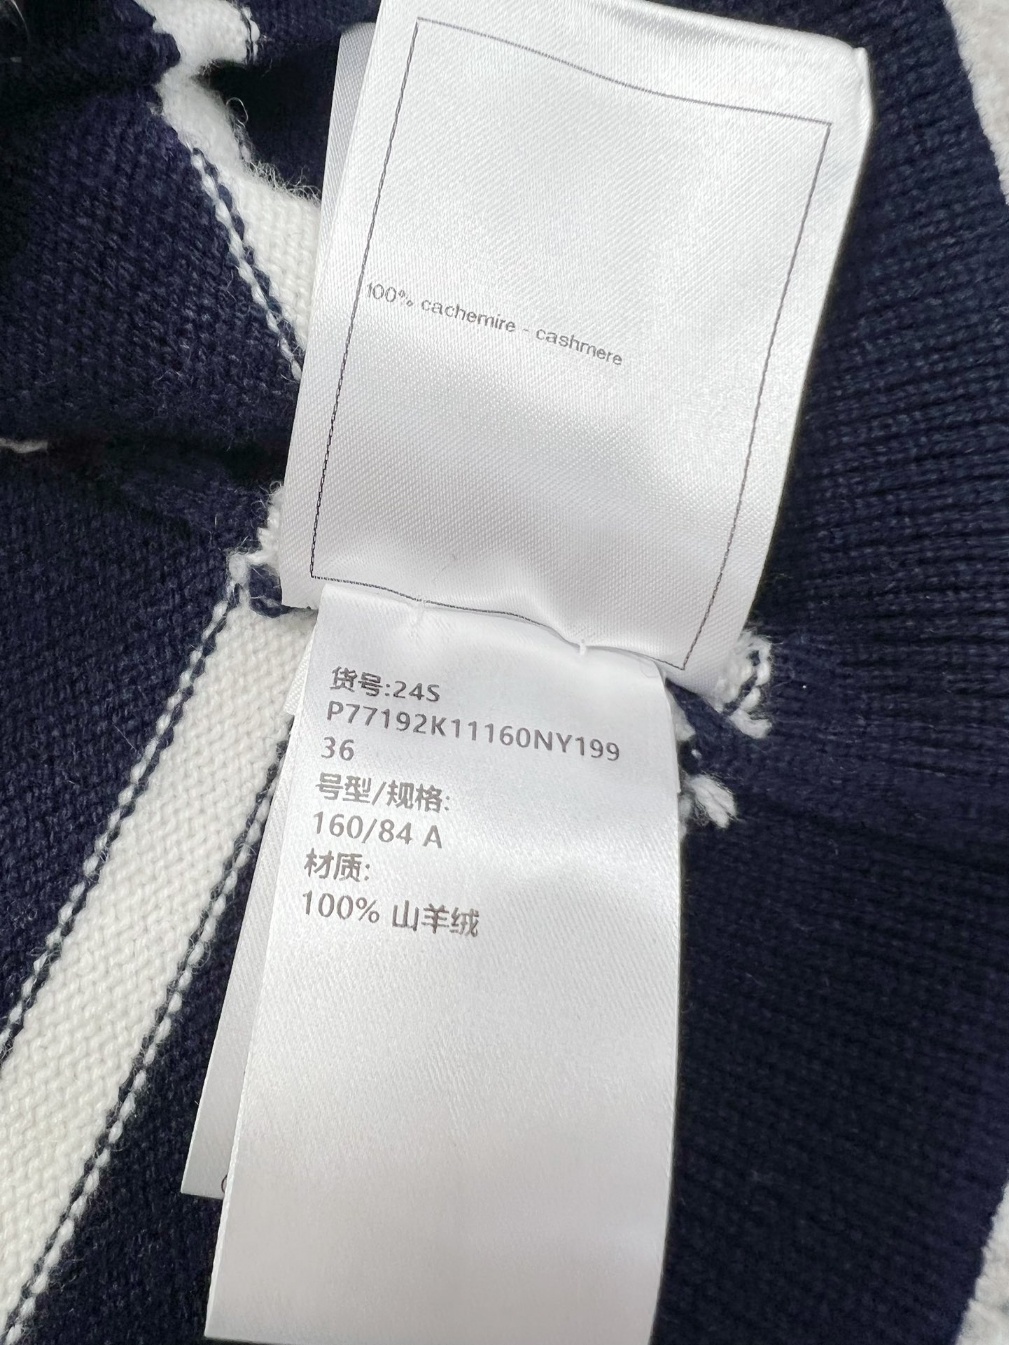 100% cachemire - cashmere
货号:24S
P77192K11160NY199
36
号型/规格:
160/84 A
材质:
100% 山羊绒